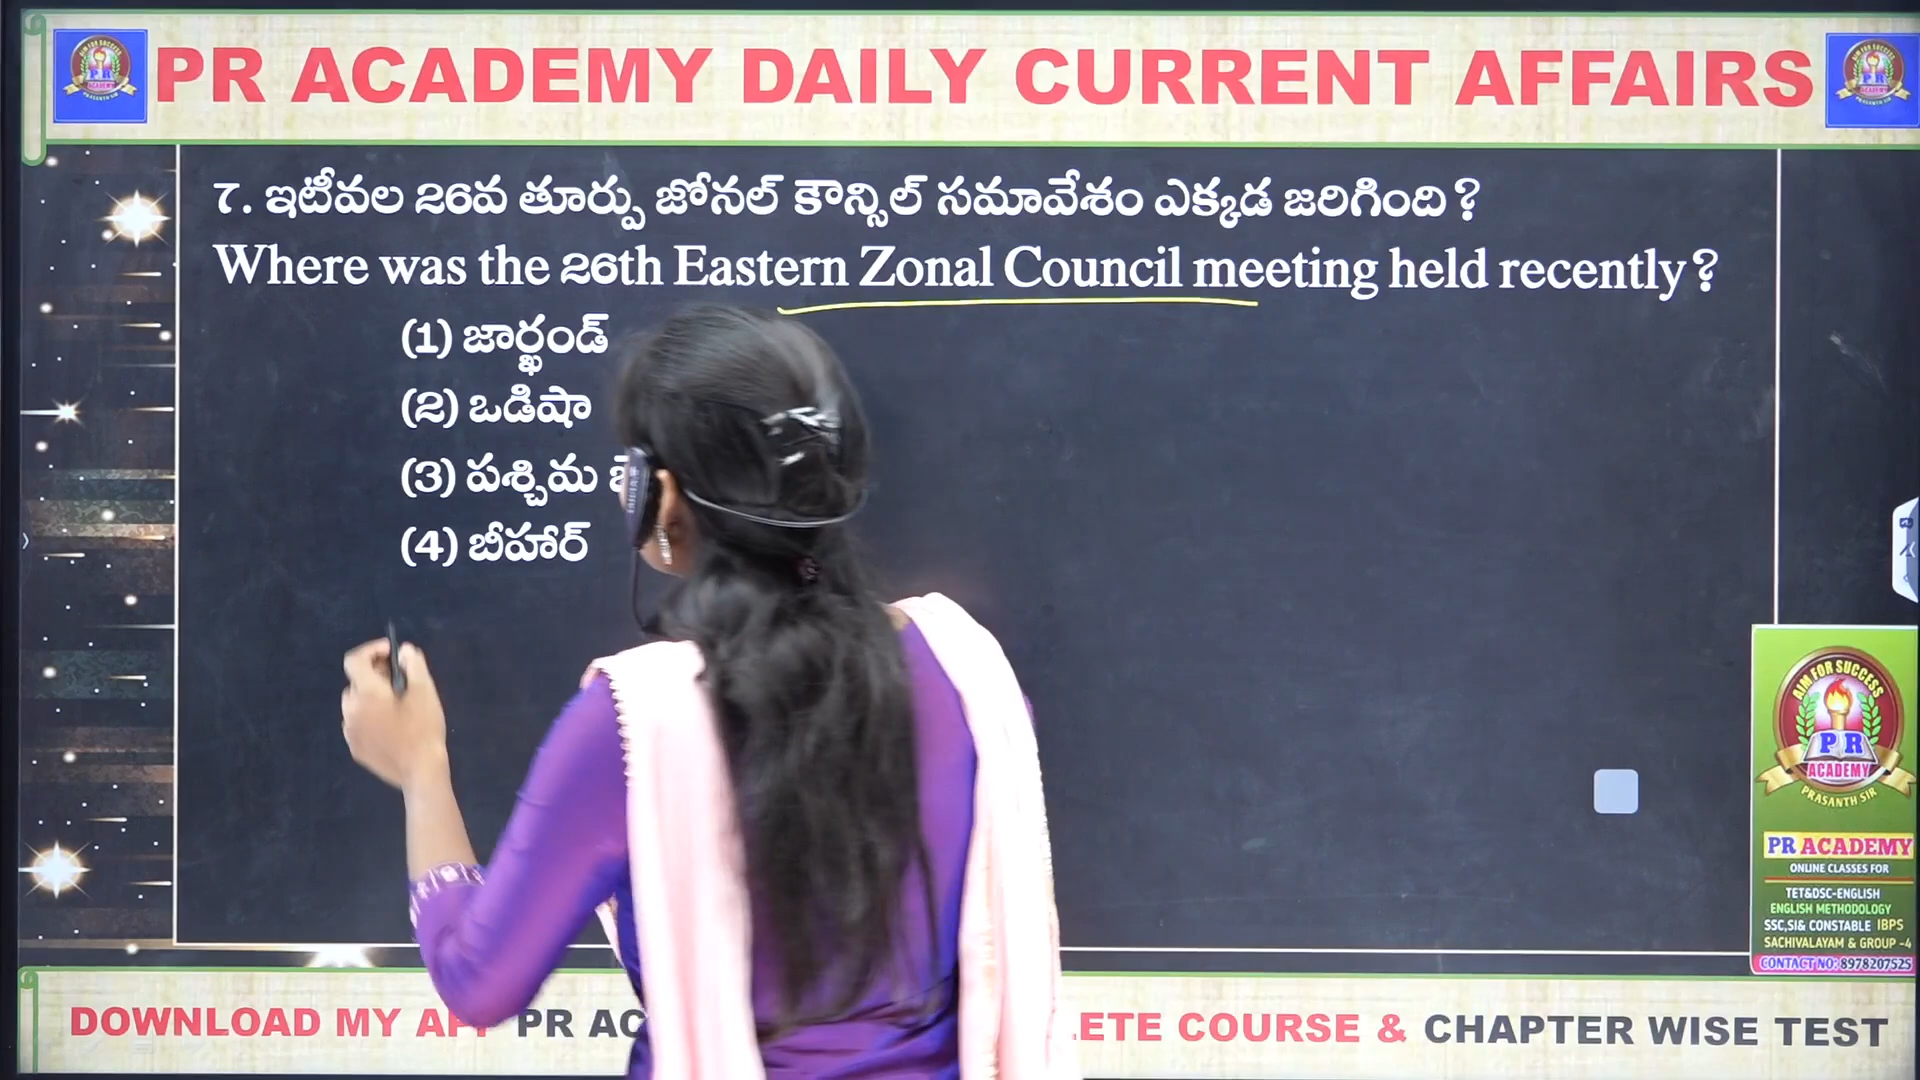 PR ACADEMY DAILY CURRENT AFFAIRS
7. ఇటీవల 26వ తూర్పు జోనల్ కౌన్సిల్ సమావేశం ఎక్కడ జరిగింది?
Where was the 26th Eastern Zonal Council meeting held recently?
(1) జార్ఖండ్
(2) ఒడిషా
(3) పశ్చిమ
(4) బీహార్
AIM FOR SUCCESS
P R
ACADEMY
PRASANTH SIR
PR ACADEMY
ONLINE CLASSES FOR
TET&DSC-ENGLISH
ENGLISH METHODOLOGY
SSC,SI& CONSTABLE IBPS
SACHIVALAYAM & GROUP -4
CONTACT NO: 8978207525
DOWNLOAD MY APP PR AC
LETE COURSE & CHAPTER WISE TEST